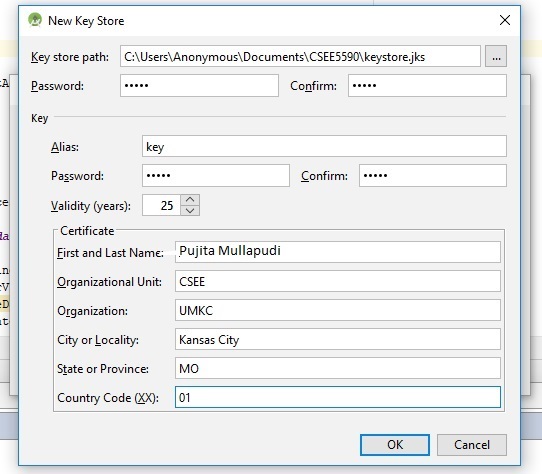 New Key Store
Key store path: C:\Users\Anonymous\Documents\CSEE5590\keystore.jks ...
Password: ••••• Confirm: •••••
Key
Alias: key
Password: ••••• Confirm: •••••
Validity (years): 25
Certificate
First and Last Name: Pujita Mullapudi
Organizational Unit: CSEE
Organization: UMKC
City or Locality: Kansas City
State or Province: MO
Country Code (XX): 01
OK Cancel